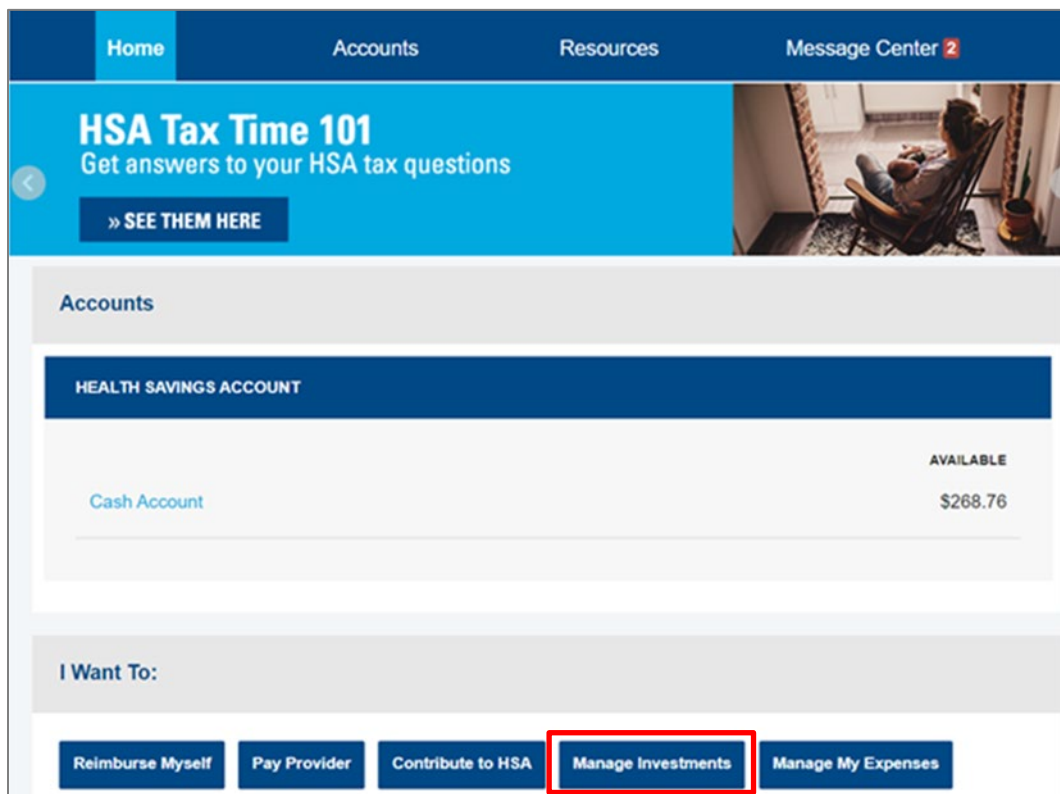 Home Accounts Resources Message Center 2
HSA Tax Time 101
Get answers to your HSA tax questions
» SEE THEM HERE
Accounts
HEALTH SAVINGS ACCOUNT
AVAILABLE
Cash Account $268.76
I Want To:
Reimburse Myself Pay Provider Contribute to HSA Manage Investments Manage My Expenses